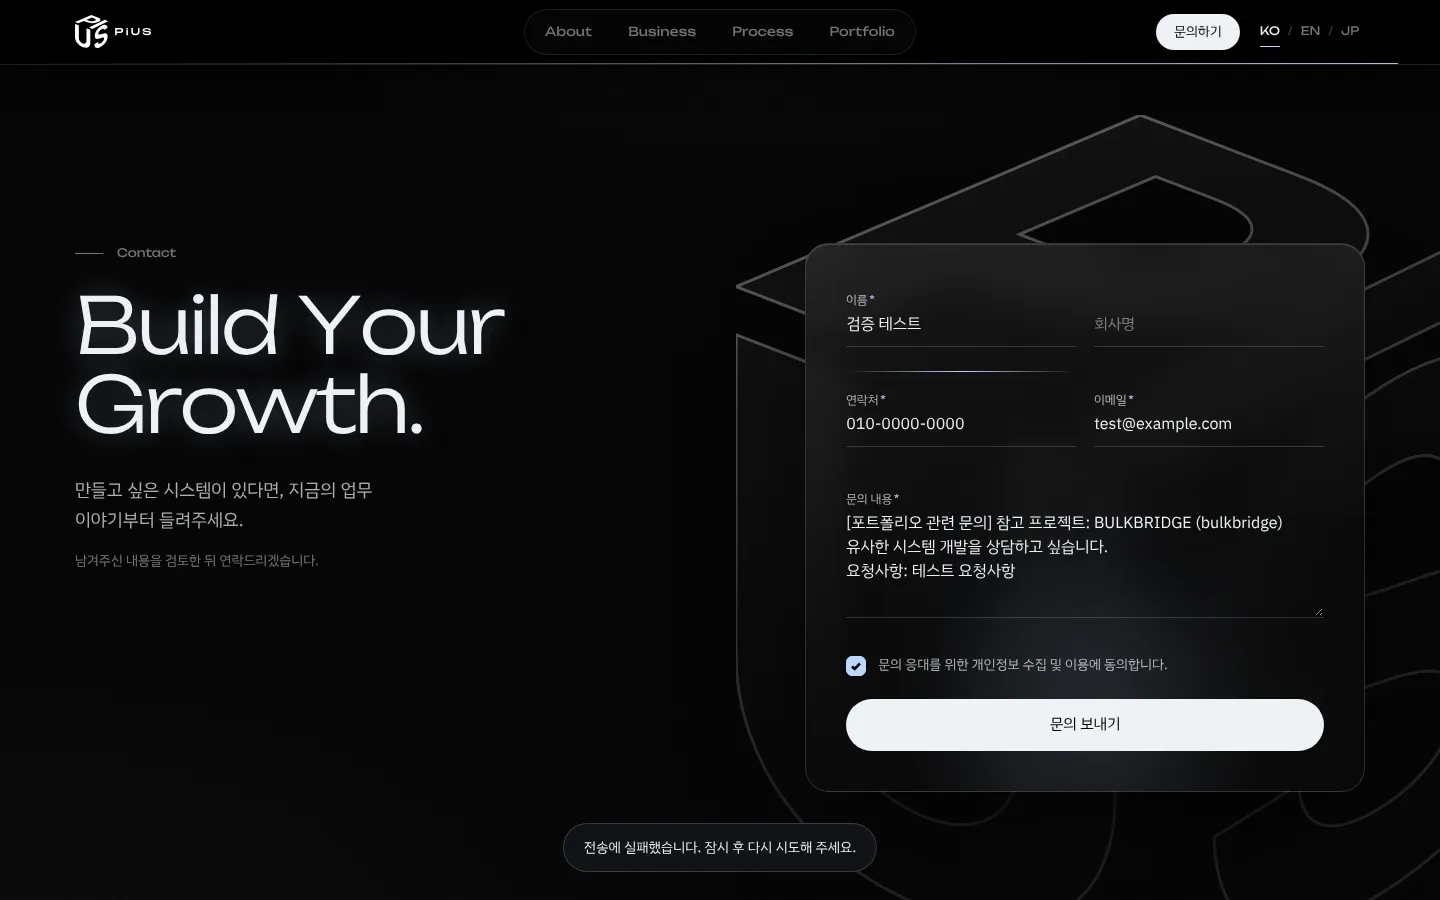 US PiUS
About
Business
Process
Portfolio
문의하기
KO / EN / JP
Contact
Build Your
Growth.
만들고 싶은 시스템이 있다면, 지금의 업무
이야기부터 들려주세요.
남겨주신 내용을 검토한 뒤 연락드리겠습니다.
이름 *
검증 테스트
회사명
연락처 *
010-0000-0000
이메일 *
test@example.com
문의 내용 *
[포트폴리오 관련 문의] 참고 프로젝트: BULKBRIDGE (bulkbridge)
유사한 시스템 개발을 상담하고 싶습니다.
요청사항: 테스트 요청사항
문의 응대를 위한 개인정보 수집 및 이용에 동의합니다.
문의 보내기
전송에 실패했습니다. 잠시 후 다시 시도해 주세요.